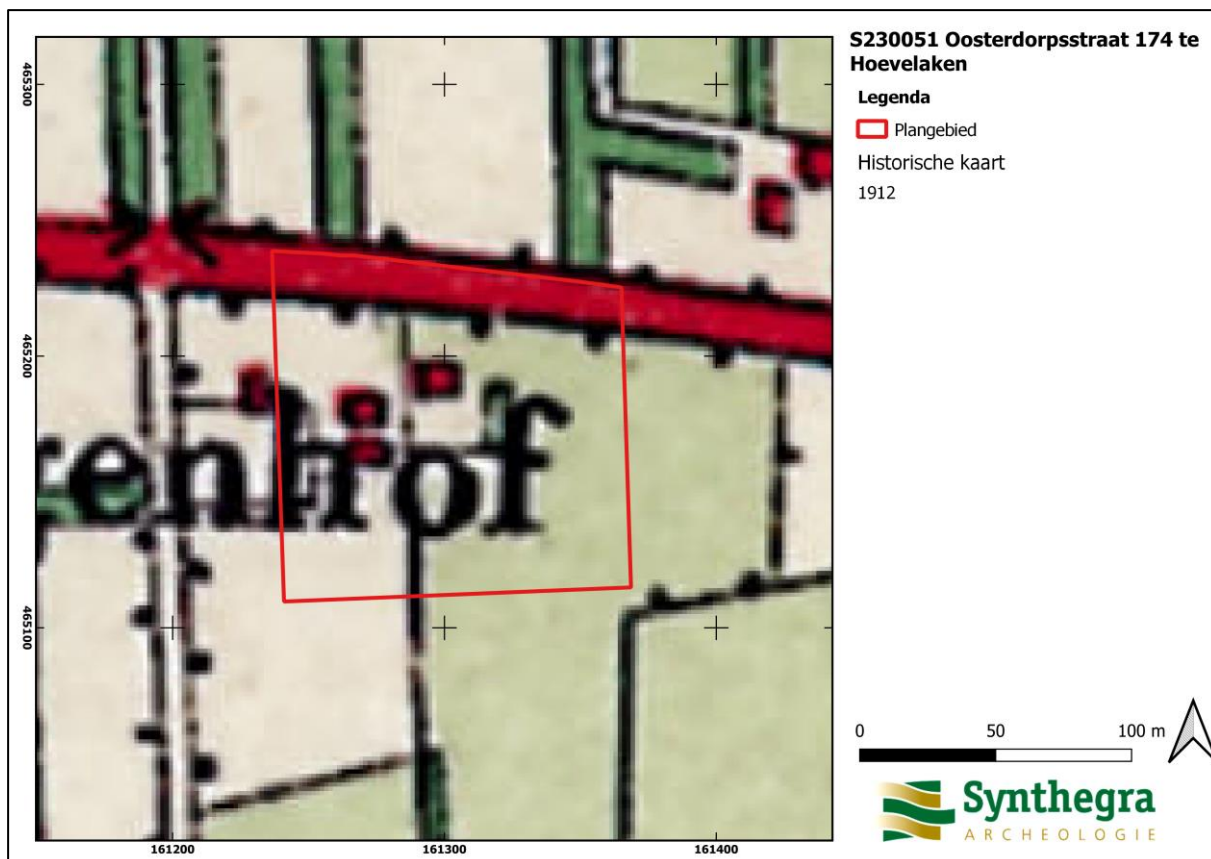 S230051 Oosterdorpsstraat 174 te
Hoevelaken
Legenda
Plangebied
Historische kaart
1912
465300
465200
465100
enhof
161200
161300
161400
0 50 100 m
Synthegra
ARCHEOLOGIE